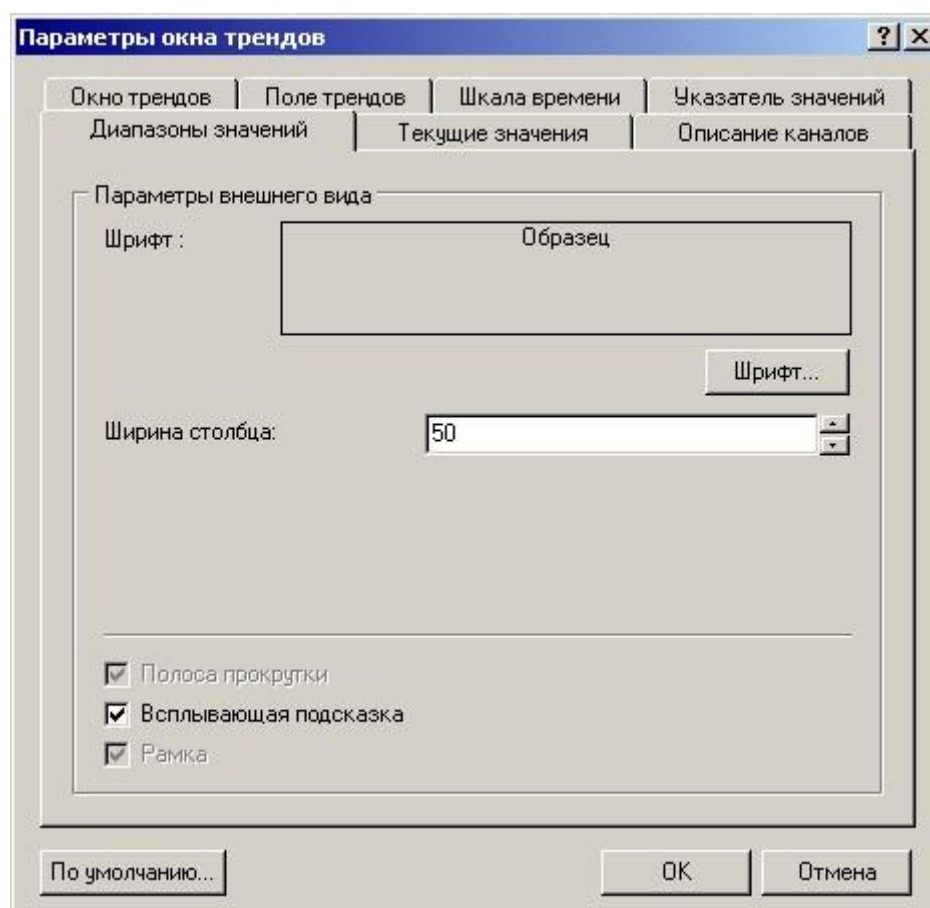 Параметры окна трендов
Окно трендов Поле трендов Шкала времени Указатель значений
Диапазоны значений Текущие значения Описание каналов
Параметры внешнего вида
Шрифт : Образец
Шрифт...
Ширина столбца: 50
Полоса прокрутки
Всплывающая подсказка
Рамка
По умолчанию... OK Отмена